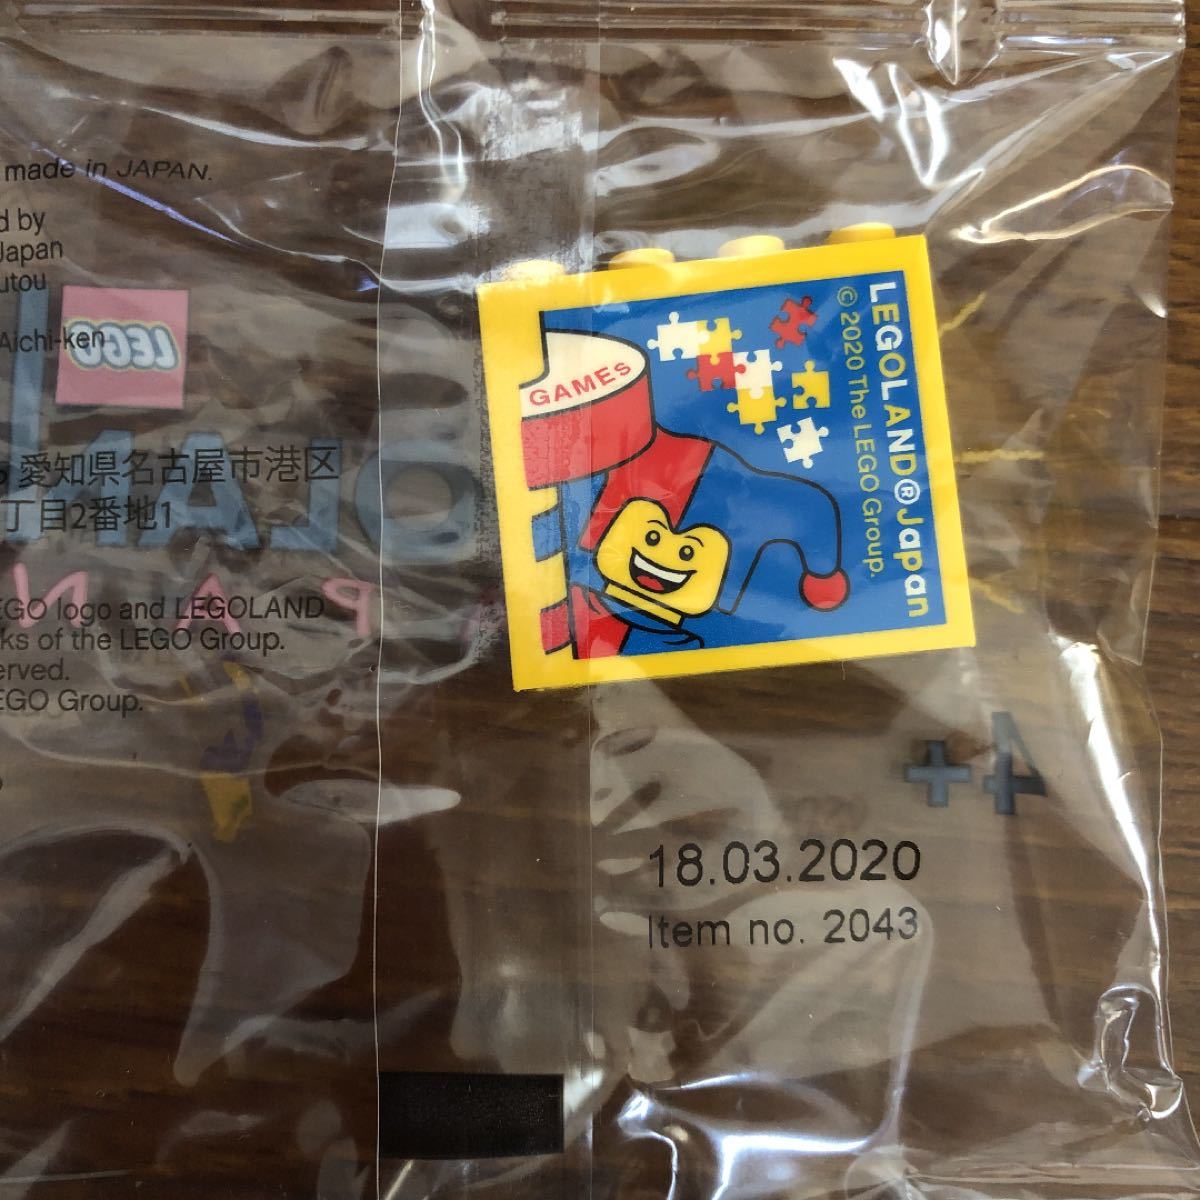 made in JAPAN.
d by
Japan
utou
Aichi-ken
LEGO
愛知県名古屋市港区
丁目2番地1
OLAN
PAN
EGO logo and LEGOLAND
ks of the LEGO Group.
erved.
EGO Group.
GAMES
LEGOLAND®Japan
© 2020 The LEGO Group.
4+
18.03.2020
Item no. 2043